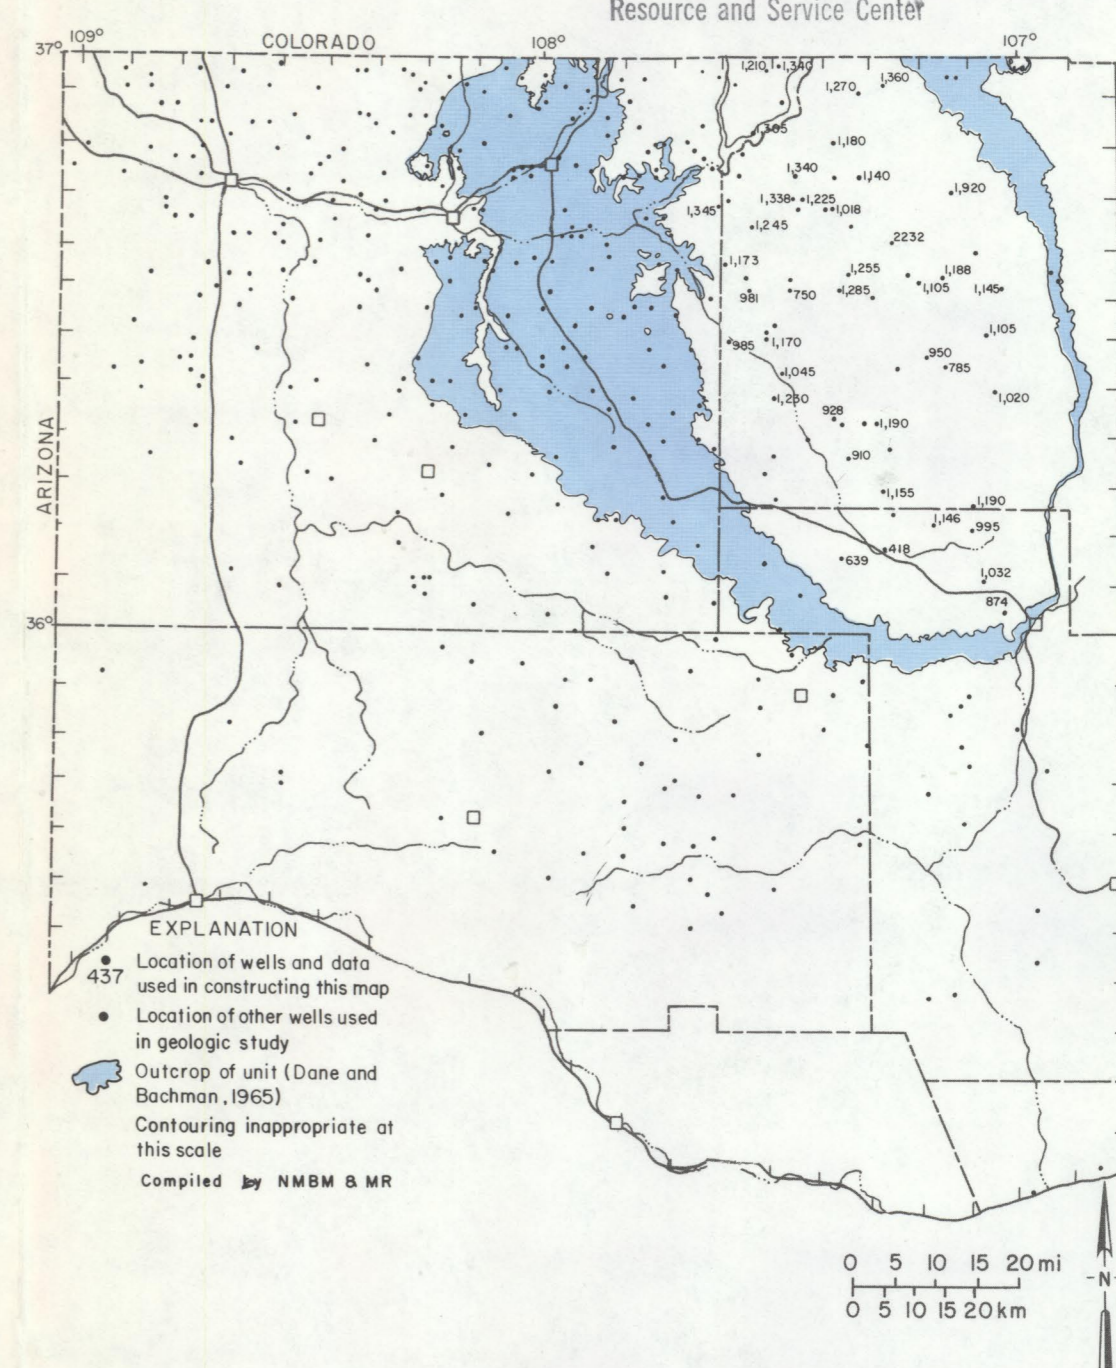 Resource and Service Center
37° 109° COLORADO 108° 107°
1,210 1,340
1,360
1,270
1,305
1,180
1,340
1,140
1,920
1,338 1,225
1,345
1,018
1,245
2232
1,173
1,255
1,188
981
750
1,285
1,105
1,145
1,105
985
1,170
950
785
1,045
1,020
1,230
928
1,190
ARIZONA
910
1,155
1,190
1,146
995
418
639
1,032
874
36°
EXPLANATION
437
Location of wells and data
used in constructing this map
Location of other wells used
in geologic study
Outcrop of unit (Dane and
Bachman, 1965)
Contouring inappropriate at
this scale
Compiled by NMBM & MR
0 5 10 15 20 mi
0 5 10 15 20 km
N